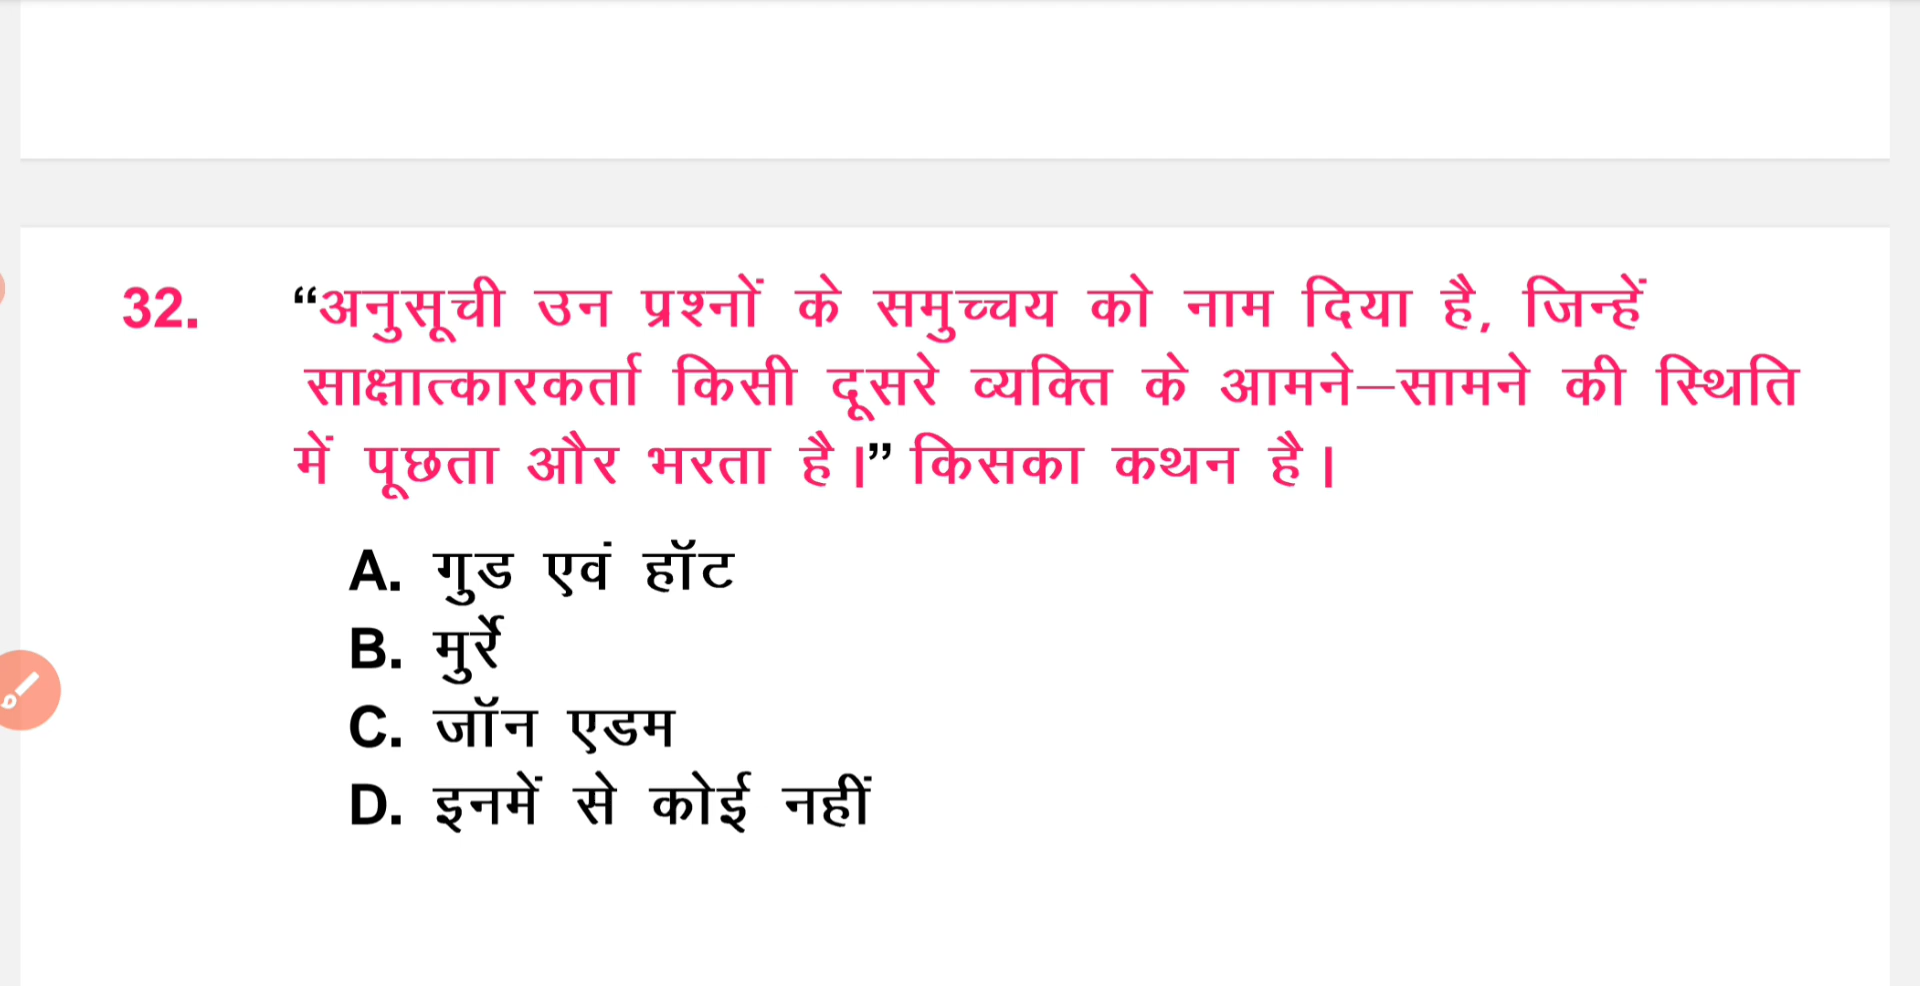 32. “अनुसूची उन प्रश्नों के समुच्चय को नाम दिया है, जिन्हें
साक्षात्कारकर्ता किसी दूसरे व्यक्ति के आमने–सामने की स्थिति
में पूछता और भरता है।” किसका कथन है।
A. गुड एवं हॉट
B. मुर्रे
C. जॉन एडम
D. इनमें से कोई नहीं